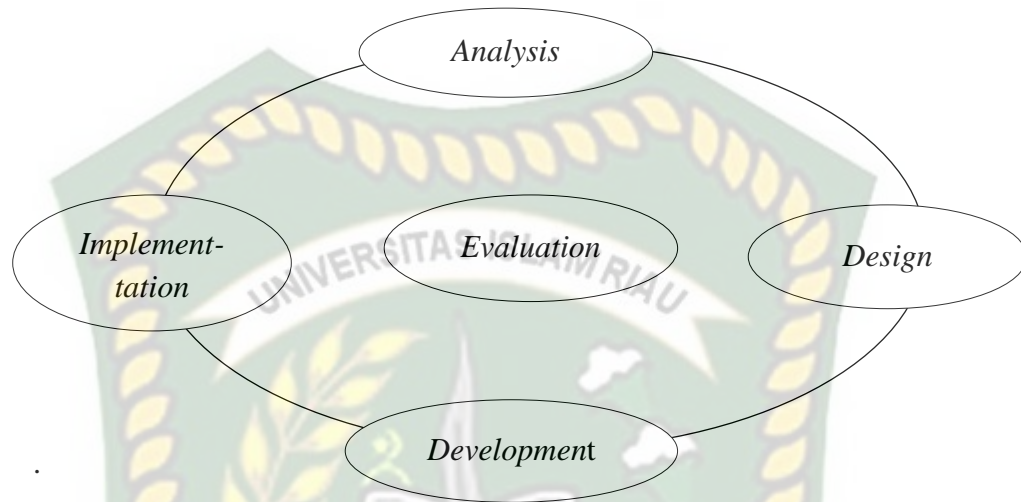 Analysis
Implement-
tation
Evaluation
Design
UNIVERSITAS ISLAM RIAU
Development
.